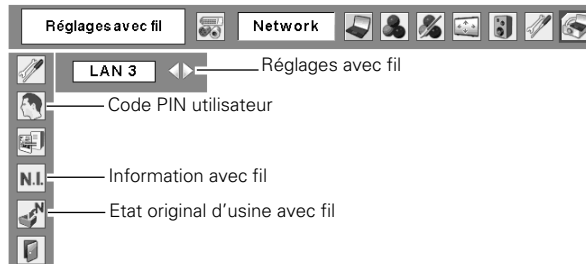 Réglages avec fil
Network
LAN 3
Réglages avec fil
Code PIN utilisateur
N.I.
Information avec fil
N
Etat original d'usine avec fil